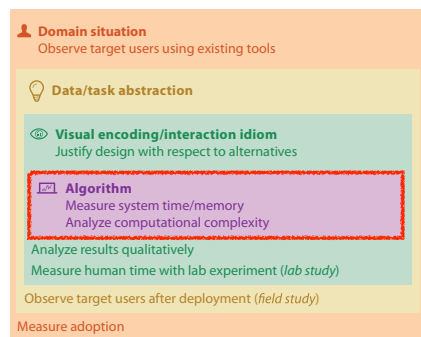 Domain situation
Observe target users using existing tools
Data/task abstraction
Visual encoding/interaction idiom
Justify design with respect to alternatives
Algorithm
Measure system time/memory
Analyze computational complexity
Analyze results qualitatively
Measure human time with lab experiment (lab study)
Observe target users after deployment (field study)
Measure adoption